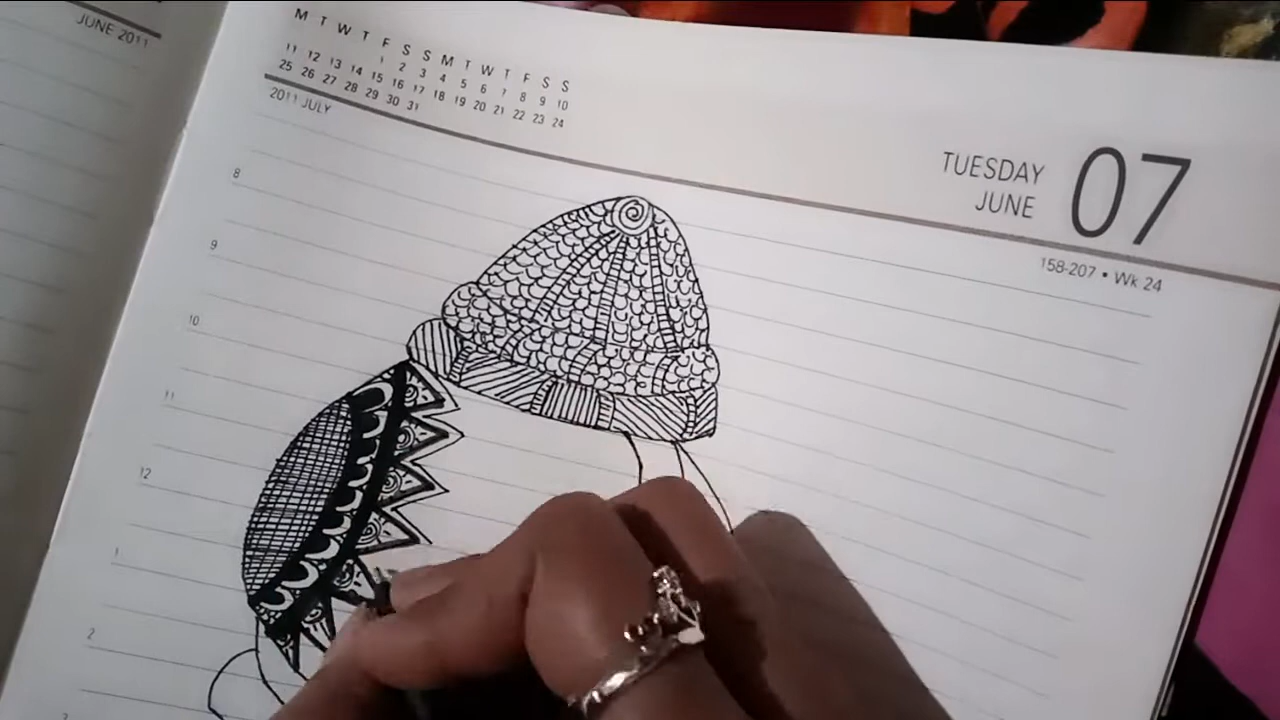 JUNE 2011
M T W T F S S M T W T F S S
1 2 3 4 5 6 7 8 9 10
11 12 13 14 15 16 17 18 19 20 21 22 23 24
25 26 27 28 29 30 31
2011 JULY
TUESDAY
JUNE
07
158-207 • Wk 24
8
9
10
11
12
1
2
3